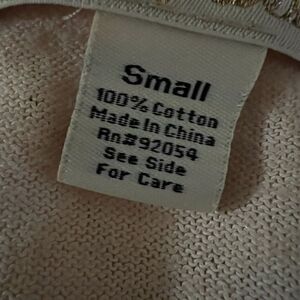 Small
100% Cotton
Made In China
Rn#92054
See Side
For Care